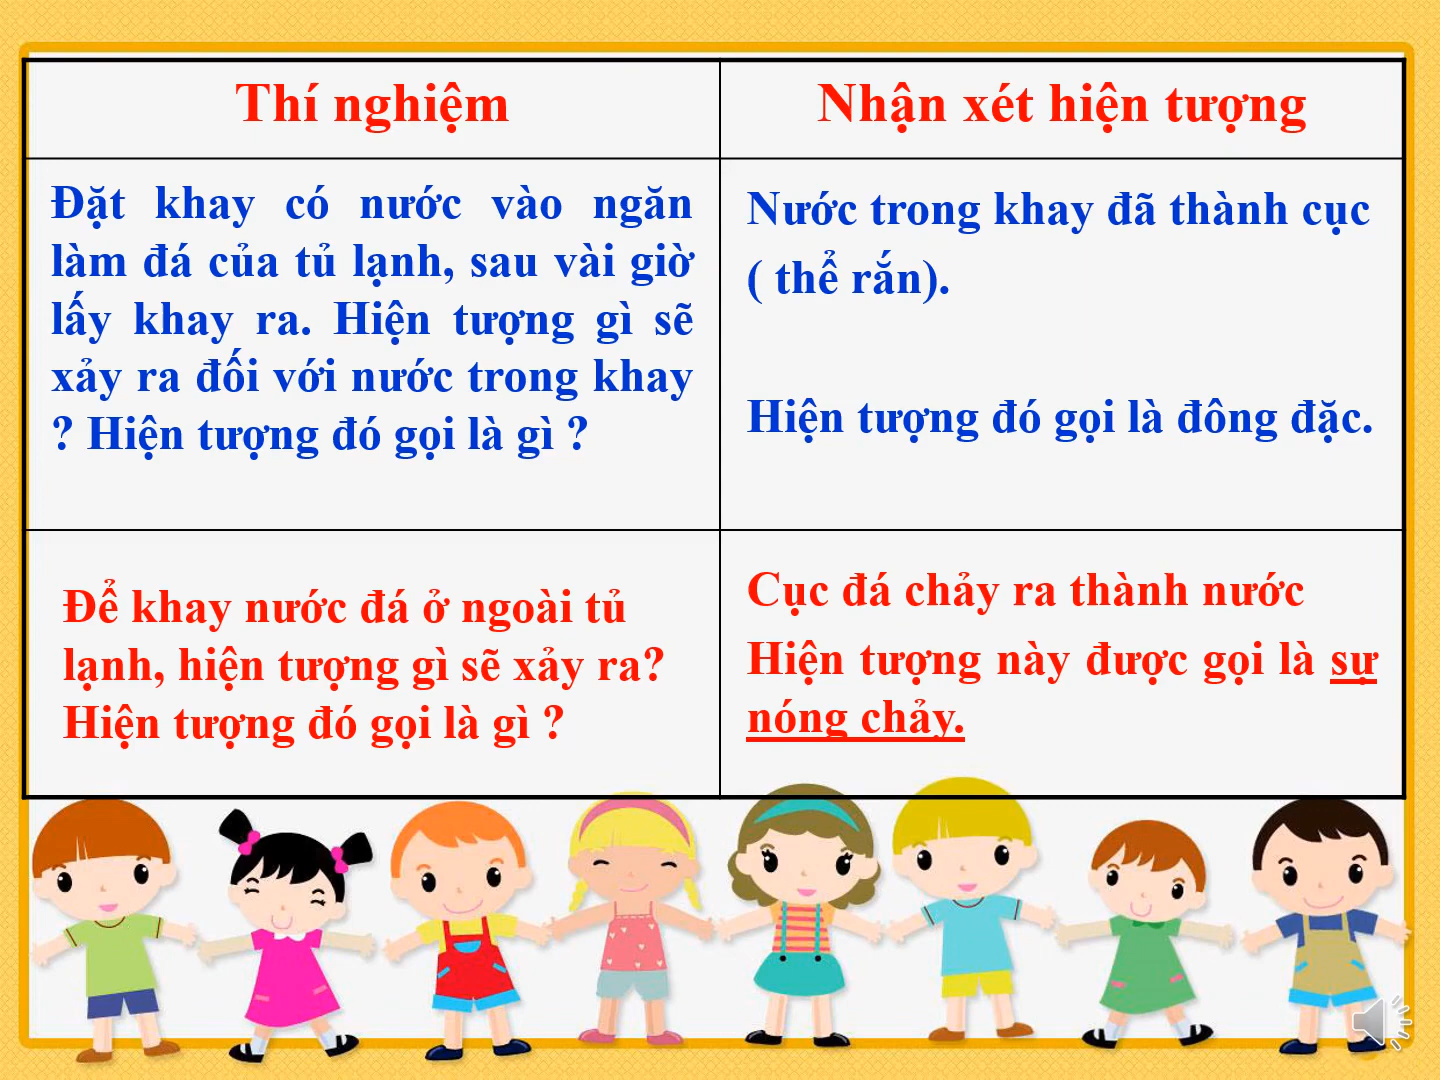 Thí nghiệm
Nhận xét hiện tượng
Đặt khay có nước vào ngăn
làm đá của tủ lạnh, sau vài giờ
lấy khay ra. Hiện tượng gì sẽ
xảy ra đối với nước trong khay
? Hiện tượng đó gọi là gì ?
Nước trong khay đã thành cục
( thể rắn).
Hiện tượng đó gọi là đông đặc.
Để khay nước đá ở ngoài tủ
lạnh, hiện tượng gì sẽ xảy ra?
Hiện tượng đó gọi là gì ?
Cục đá chảy ra thành nước
Hiện tượng này được gọi là sự
nóng chảy.